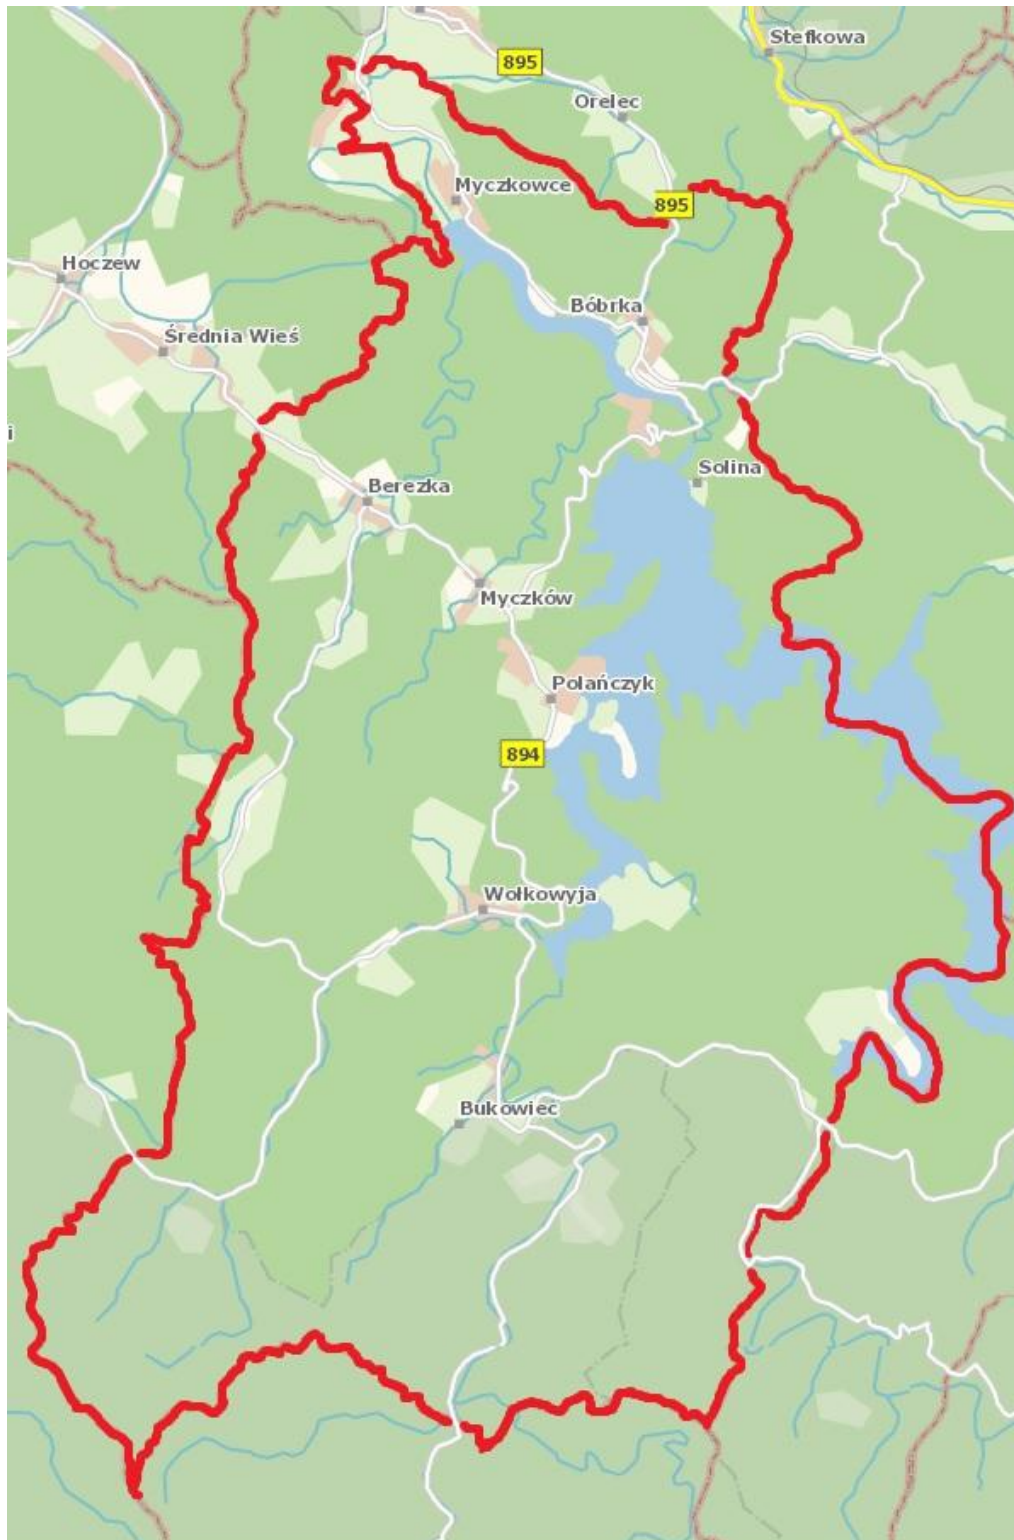 Stefkowa
895
Orelec
Myczkowce
895
Hoczew
Bóbrka
Średnia Wieś
i
Solina
Berezka
Myczków
Polańczyk
894
Wołkowyja
Bukowiec